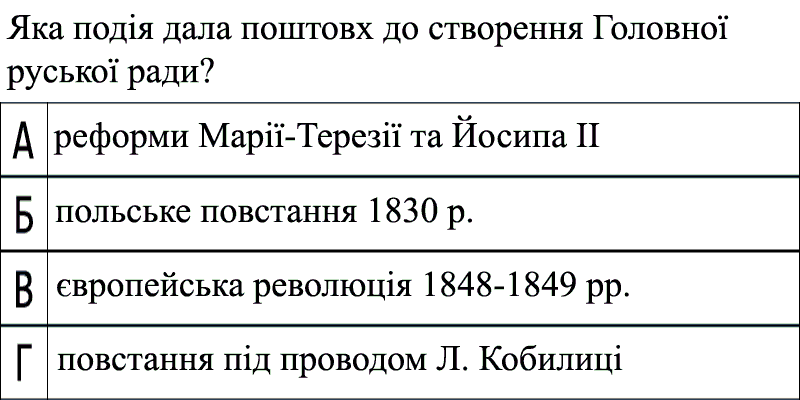 Яка подія дала поштовх до створення Головної
руської ради?
А реформи Марії-Терезії та Йосипа ІІ
Б польське повстання 1830 р.
В європейська революція 1848-1849 рр.
Г повстання під проводом Л. Кобилиці